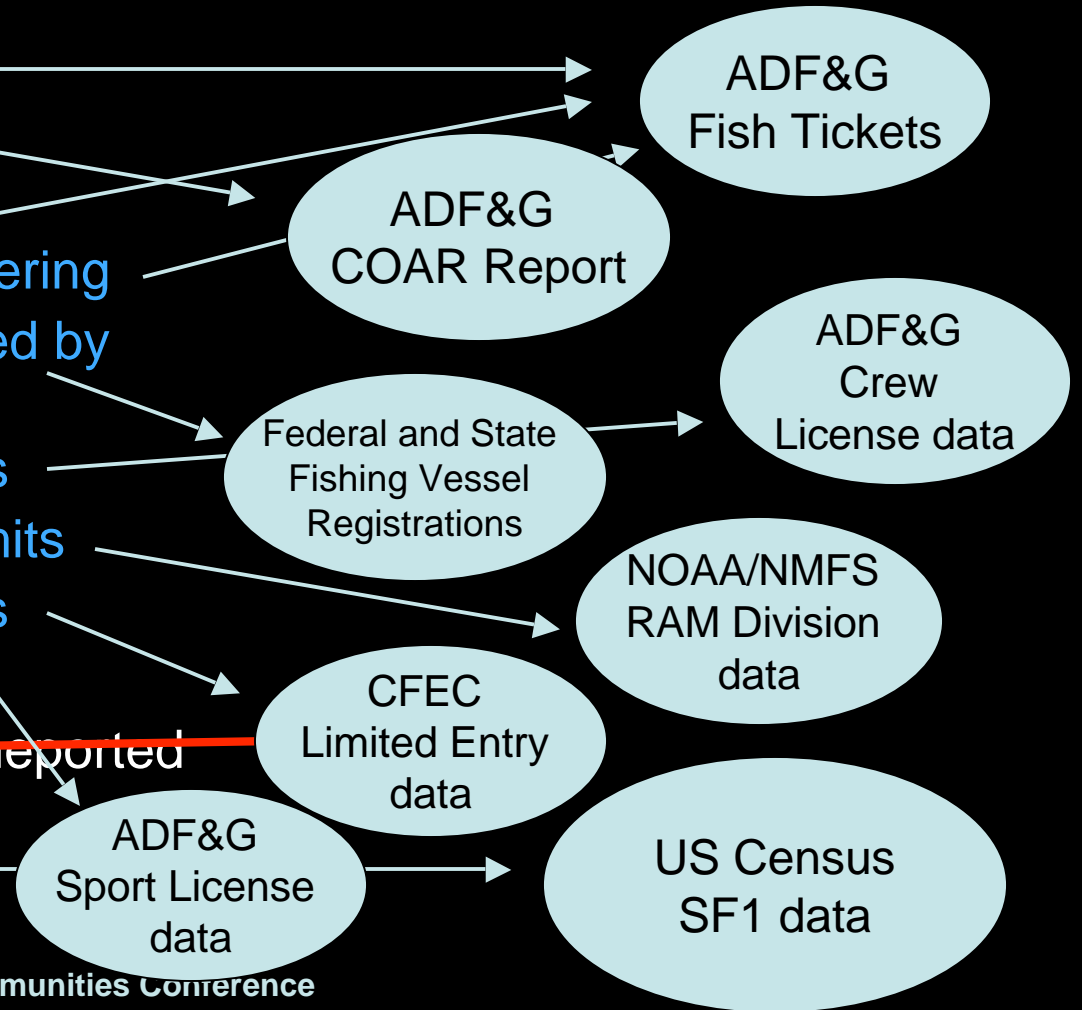 ADF&G
Fish Tickets
ADF&G
COAR Report
ering
ed by
ADF&G
Crew
License data
Federal and State
Fishing Vessel
Registrations
s
nits
NOAA/NMFS
RAM Division
data
s
CFEC
Limited Entry
data
eported
ADF&G
Sport License
data
US Census
SF1 data
munities Conference